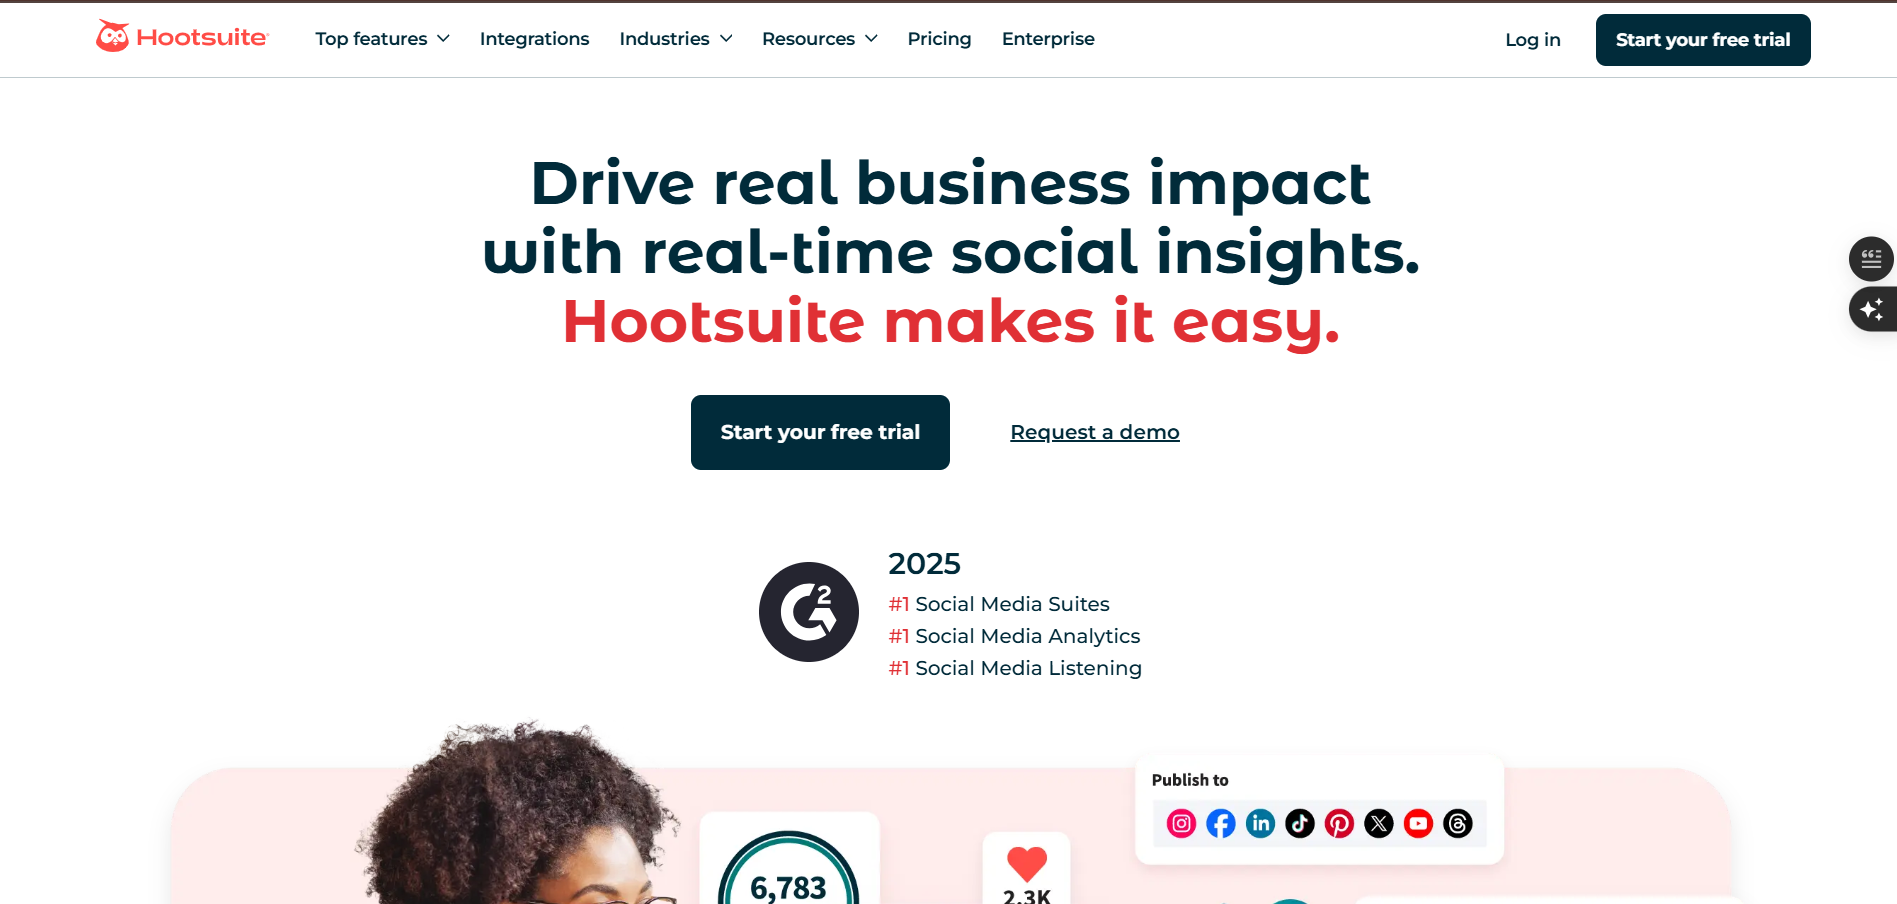 Hootsuite
Top features
Integrations
Industries
Resources
Pricing
Enterprise
Log in
Start your free trial
Drive real business impact
with real-time social insights.
Hootsuite makes it easy.
Start your free trial
Request a demo
G2
2025
#1 Social Media Suites
#1 Social Media Analytics
#1 Social Media Listening
Publish to
6,783
2.3K